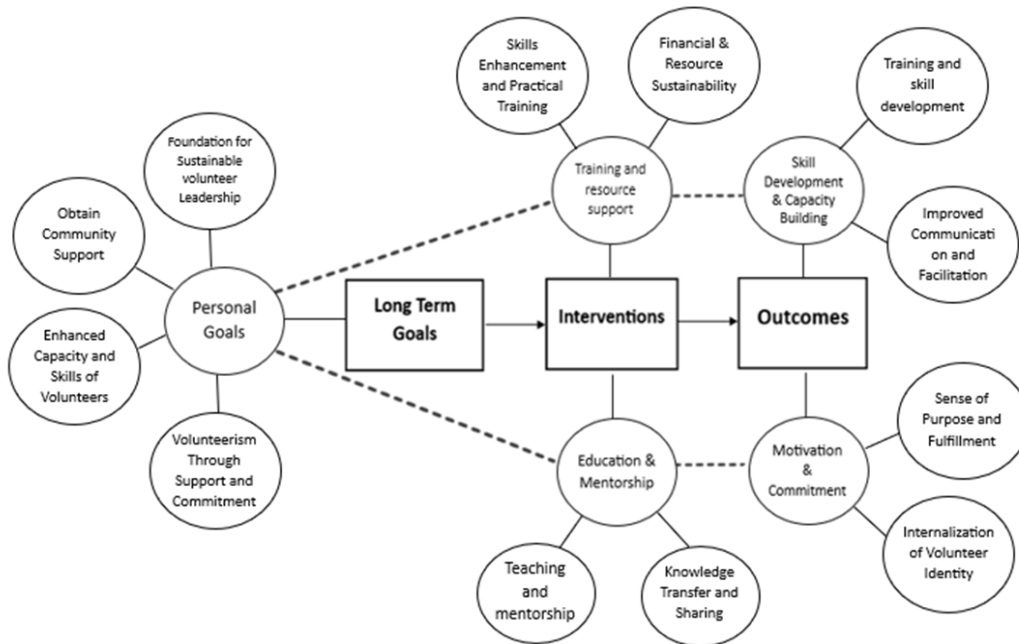 Skills
Enhancement
and Practical
Training
Financial &
Resource
Sustainability
Training and
skill
development
Foundation for
Sustainable
volunteer
Leadership
Training and
resource
support
Skill
Development
& Capacity
Building
Obtain
Community
Support
Improved
Communicati
on and
Facilitation
Personal
Goals
Long Term
Goals
Interventions
Outcomes
Enhanced
Capacity and
Skills of
Volunteers
Sense of
Purpose and
Fulfillment
Volunteerism
Through
Support and
Commitment
Education &
Mentorship
Motivation
&
Commitment
Internalization
of Volunteer
Identity
Teaching
and
mentorship
Knowledge
Transfer and
Sharing